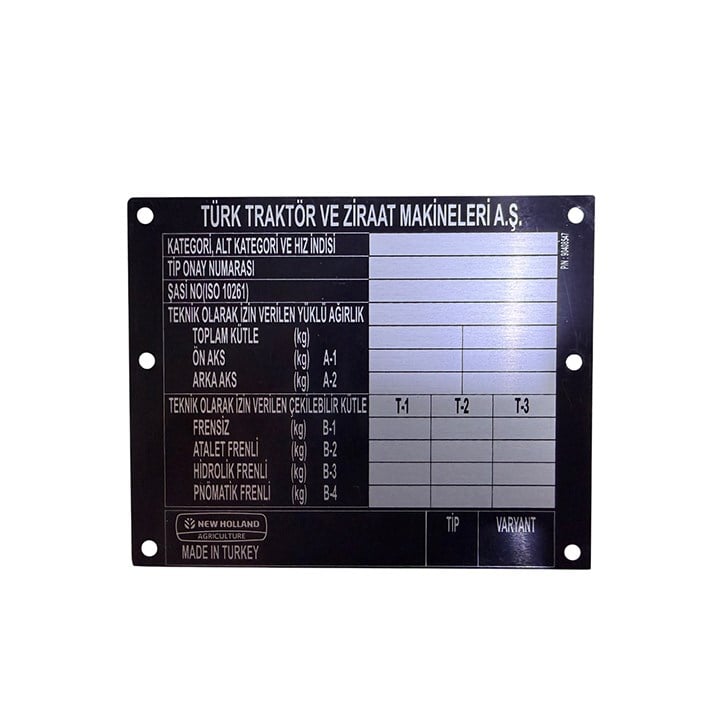 TÜRK TRAKTÖR VE ZİRAAT MAKİNELERİ A.Ş.
KATEGORİ, ALT KATEGORİ VE HIZ İNDİSİ
TİP ONAY NUMARASI
ŞASİ NO(ISO 10261)
TEKNİK OLARAK İZİN VERİLEN YÜKLÜ AĞIRLIK
TOPLAM KÜTLE (kg)
ÖN AKS (kg) A-1
ARKA AKS (kg) A-2
TEKNİK OLARAK İZİN VERİLEN ÇEKİLEBİLİR KÜTLE T-1 T-2 T-3
FRENSİZ (kg) B-1
ATALET FRENLİ (kg) B-2
HİDROLİK FRENLİ (kg) B-3
PNÖMATİK FRENLİ (kg) B-4
NEW HOLLAND
AGRICULTURE
MADE IN TURKEY
TİP VARYANT
P/N : 90409547